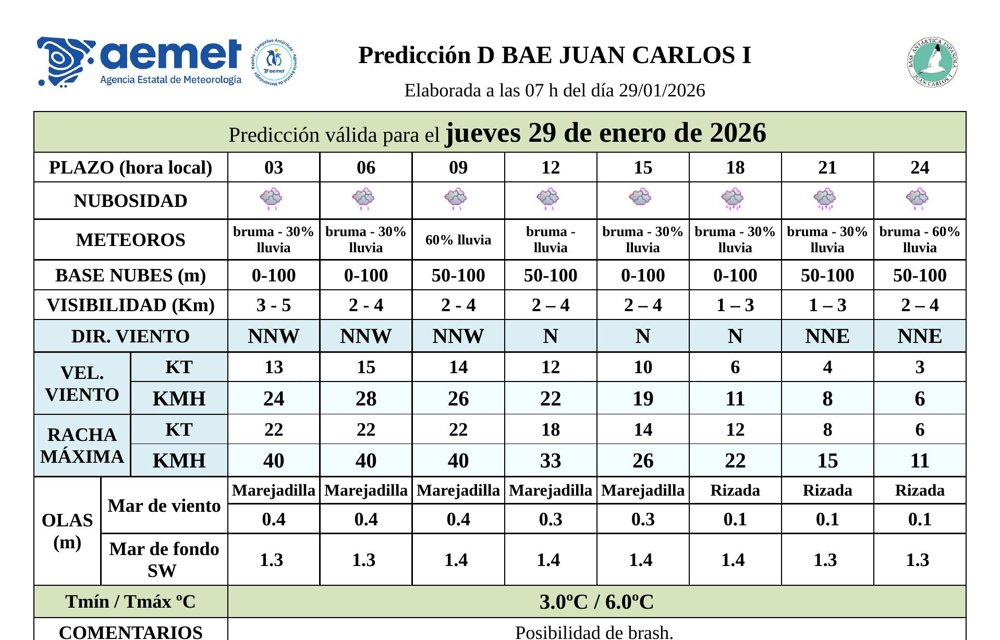 aemet
Agencia Estatal de Meteorología
Campañas Antárticas · Agencia Estatal de Meteorología · España ·
aemet
Predicción D BAE JUAN CARLOS I
Elaborada a las 07 h del día 29/01/2026
BASE ANTÁRTICA ESPAÑOLA
JUAN CARLOS I
Predicción válida para el jueves 29 de enero de 2026
PLAZO (hora local) 03 06 09 12 15 18 21 24
NUBOSIDAD
METEOROS bruma - 30% lluvia bruma - 30% lluvia 60% lluvia bruma - lluvia bruma - 30% lluvia bruma - 30% lluvia bruma - 30% lluvia bruma - 60% lluvia
BASE NUBES (m) 0-100 0-100 50-100 50-100 0-100 0-100 50-100 50-100
VISIBILIDAD (Km) 3 - 5 2 - 4 2 - 4 2 – 4 2 – 4 1 – 3 1 – 3 2 – 4
DIR. VIENTO NNW NNW NNW N N N NNE NNE
VEL. VIENTO
KT 13 15 14 12 10 6 4 3
KMH 24 28 26 22 19 11 8 6
RACHA MÁXIMA
KT 22 22 22 18 14 12 8 6
KMH 40 40 40 33 26 22 15 11
OLAS (m)
Mar de viento
Marejadilla Marejadilla Marejadilla Marejadilla Marejadilla Rizada Rizada Rizada
0.4 0.4 0.4 0.3 0.3 0.1 0.1 0.1
Mar de fondo SW 1.3 1.3 1.4 1.4 1.4 1.4 1.3 1.3
Tmín / Tmáx ºC 3.0ºC / 6.0ºC
COMENTARIOS Posibilidad de brash.